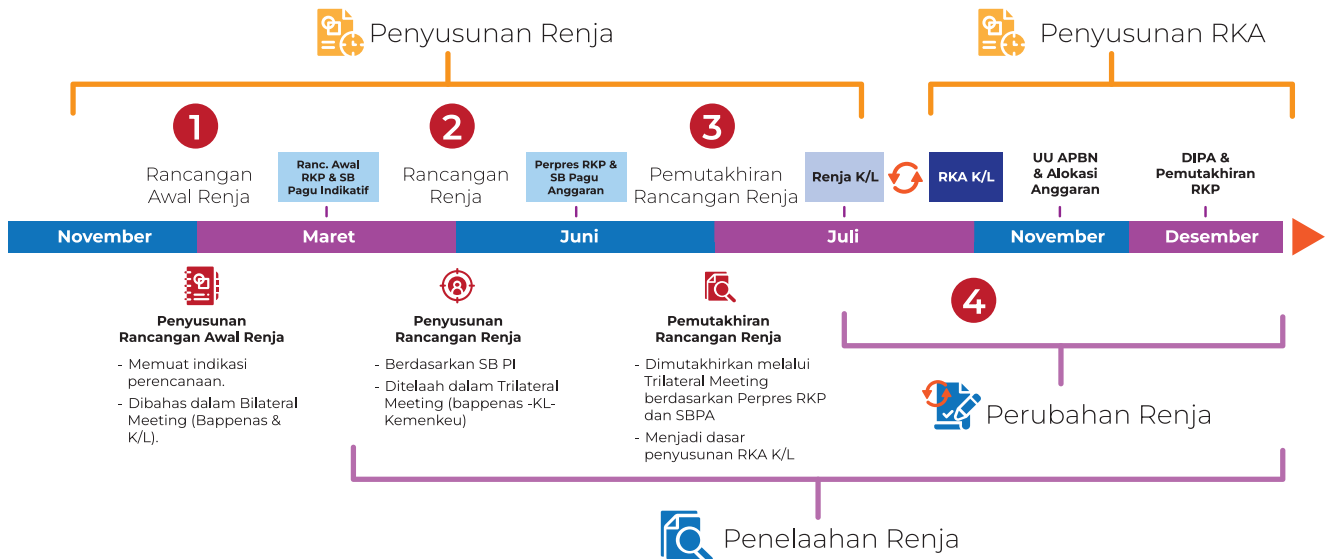 Penyusunan Renja
Penyusunan RKA
1
2
3
Rancangan
Awal Renja
Ranc. Awal
RKP & SB
Pagu Indikatif
Rancangan
Renja
Perpres RKP &
SB Pagu
Anggaran
Pemutakhiran
Rancangan Renja
Renja K/L
RKA K/L
UU APBN
& Alokasi
Anggaran
DIPA &
Pemutakhiran
RKP
November
Maret
Juni
Juli
November
Desember
Penyusunan
Rancangan Awal Renja
- Memuat indikasi
perencanaan.
- Dibahas dalam Bilateral
Meeting (Bappenas &
K/L).
Penyusunan
Rancangan Renja
- Berdasarkan SB PI
- Ditelaah dalam Trilateral
Meeting (bappenas -KL-
Kemenkeu)
Pemutakhiran
Rancangan Renja
- Dimutakhirkan melalui
Trilateral Meeting
berdasarkan Perpres RKP
dan SBPA
- Menjadi dasar
penyusunan RKA K/L
4
Perubahan Renja
Penelaahan Renja